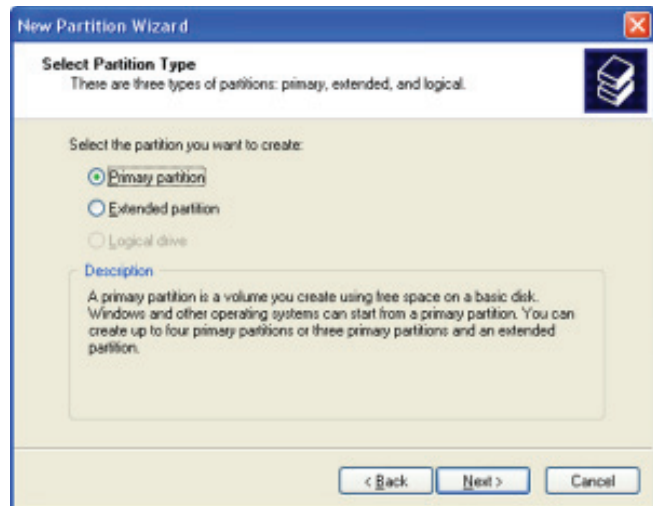 New Partition Wizard
Select Partition Type
There are three types of partitions: primary, extended, and logical.
Select the partition you want to create:
Primary partition
Extended partition
Logical drive
Description
A primary partition is a volume you create using free space on a basic disk.
Windows and other operating systems can start from a primary partition. You can
create up to four primary partitions or three primary partitions and an extended
partition.
< Back
Next >
Cancel